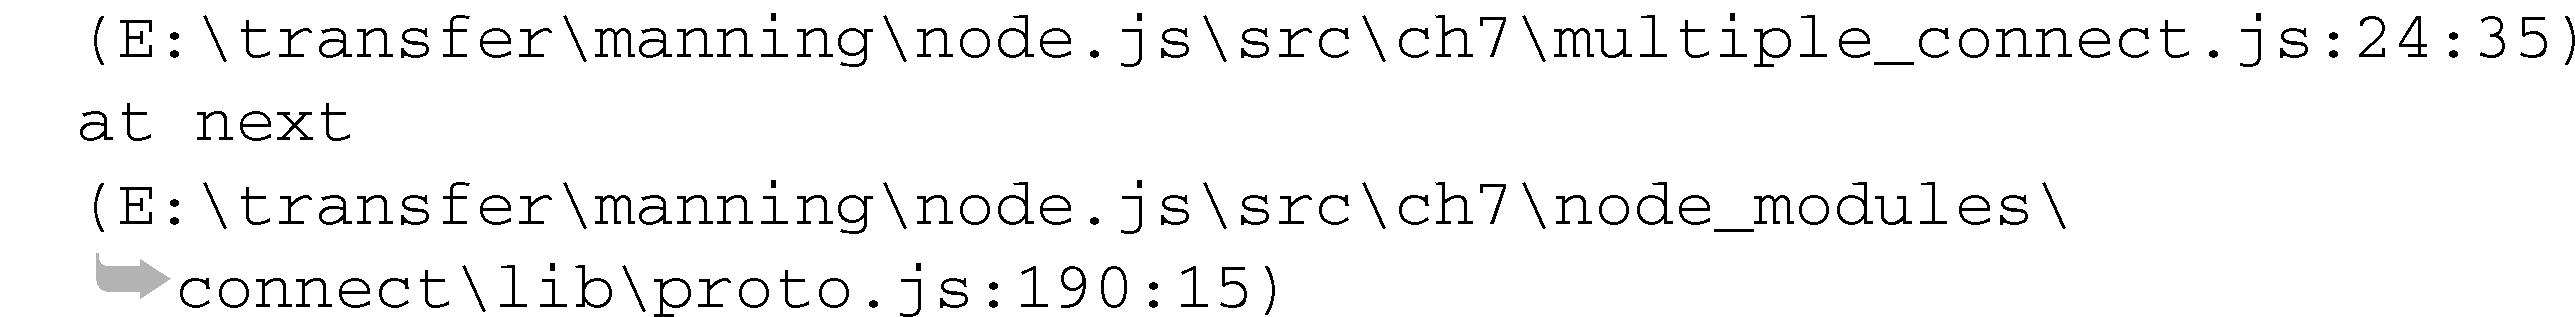 (E:\transfer\manning\node.js\src\ch7\multiple_connect.js:24:35)
at next
(E:\transfer\manning\node.js\src\ch7\node_modules\
connect\lib\proto.js:190:15)